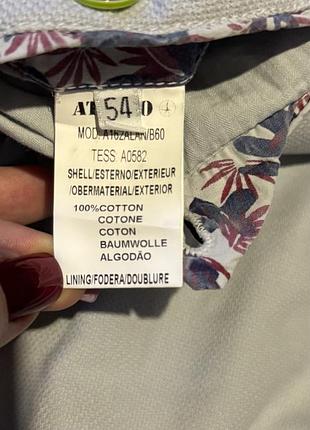 54
TESS A0582
SHELL/ESTERNO/EXTERIEUR
/OBERMATERIAL/EXTERIOR
100%COTTON
COTONE
COTON
BAUMWOLLE
ALGODÃO
LINING/FODERA/DOUBLURE